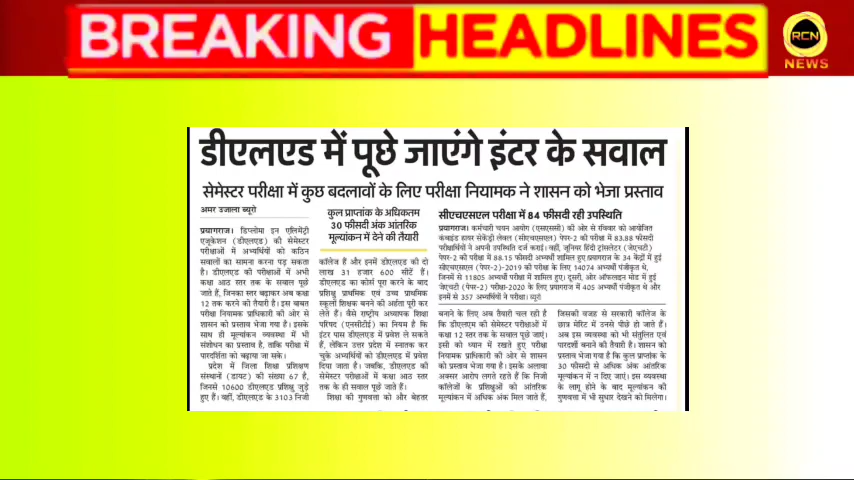 BREAKING HEADLINES
RCN
NEWS
डीएलएड में पूछे जाएंगे इंटर के सवाल
सेमेस्टर परीक्षा में कुछ बदलावों के लिए परीक्षा नियामक ने शासन को भेजा प्रस्ताव
अमर उजाला ब्यूरो
प्रयागराज। डिप्लोमा इन एलिमेंट्री
एजूकेशन (डीएलएड) की सेमेस्टर
परीक्षाओं में अभ्यर्थियों को कठिन
सवालों का सामना करना पड़ सकता
है। डीएलएड की परीक्षाओं में अभी
कक्षा आठ स्तर तक के सवाल पूछे
जाते हैं, जिनका स्तर बढ़ाकर अब कक्षा
12 तक करने की तैयारी है। इस बाबत
परीक्षा नियामक प्राधिकारी की ओर से
शासन को प्रस्ताव भेजा गया है। इसके
साथ ही मूल्यांकन व्यवस्था में भी
संशोधन का प्रस्ताव है, ताकि परीक्षा में
पारदर्शिता को बढ़ाया जा सके।
प्रदेश में जिला शिक्षा प्रशिक्षण
संस्थानों (डायट) की संख्या 67 है,
जिनसे 10600 डीएलएड प्रशिक्षु जुड़े
हुए हैं। वहीं, डीएलएड के 3103 निजी
कुल प्राप्तांक के अधिकतम
30 फीसदी अंक आंतरिक
मूल्यांकन में देने की तैयारी
कॉलेज हैं और इनमें डीएलएड की दो
लाख 31 हजार 600 सीटें हैं।
डीएलएड का कोर्स पूरा करने के बाद
प्रशिक्षु प्राथमिक एवं उच्च प्राथमिक
स्कूलों शिक्षक बनने की अर्हता पूरी कर
लेते हैं। वैसे राष्ट्रीय अध्यापक शिक्षा
परिषद (एनसीटीई) का नियम है कि
इंटर पास डीएलएड में प्रवेश ले सकते
हैं, लेकिन उत्तर प्रदेश में स्नातक कर
चुके अभ्यर्थियों को डीएलएड में प्रवेश
दिया जाता है। जबकि, डीएलएड की
सेमेस्टर परीक्षाओं में कक्षा आठ स्तर
तक के ही सवाल पूछे जाते हैं।
शिक्षा की गुणवत्ता को और बेहतर
सीएचएसएल परीक्षा में 84 फीसदी रही उपस्थिति
प्रयागराज। कर्मचारी चयन आयोग (एसएससी) की ओर से रविवार को आयोजित
कंबाइंड हायर सेकेंड्री लेवल (सीएचएसएल) पेपर-2 की परीक्षा में 83.88 फीसदी
परीक्षार्थियों ने अपनी उपस्थिति दर्ज कराई। वहीं, जूनियर हिंदी ट्रांसलेटर (जेएचटी)
पेपर-2 की परीक्षा में 88.15 फीसदी अभ्यर्थी शामिल हुए।प्रयागराज के 34 केंद्रों में हुई
सीएचएसएल (पेपर-2)-2019 की परीक्षा के लिए 14074 अभ्यर्थी पंजीकृत थे,
जिनमें से 11805 अभ्यर्थी परीक्षा में शामिल हुए। दूसरी, ओर ऑफलाइन मोड में हुई
जेएचटी (पेपर-2) परीक्षा-2020 के लिए प्रयागराज में 405 अभ्यर्थी पंजीकृत थे और
इनमें से 357 अभ्यर्थियों ने परीक्षा। ब्यूरो
बनाने के लिए अब तैयारी चल रही है
कि डीएलएम को सेमेस्टर परीक्षाओं में
कक्षा 12 स्तर तक के सवाल पूछे जाएं।
इसी को ध्यान में रखते हुए परीक्षा
नियामक प्राधिकारी की ओर से शासन
को प्रस्ताव भेजा गया है। इसके अलावा
अक्सर आरोप लगते रहते हैं कि निजी
कॉलेजों के प्रशिक्षुओं को आंतरिक
मूल्यांकन में अधिक अंक मिल जाते हैं,
जिसकी वजह से सरकारी कॉलेज के
छात्र मेरिट में उनसे पीछे हो जाते हैं।
अब इस व्यवस्था को भी संतुलित एवं
पारदर्शी बनाने की तैयारी है। शासन को
प्रस्ताव भेजा गया है कि कुल प्राप्तांक के
30 फीसदी से अधिक अंक आंतरिक
मूल्यांकन में न दिए जाएं। इस व्यवस्था
के लागू होने के बाद मूल्यांकन की
गुणवत्ता में भी सुधार देखने को मिलेगा।